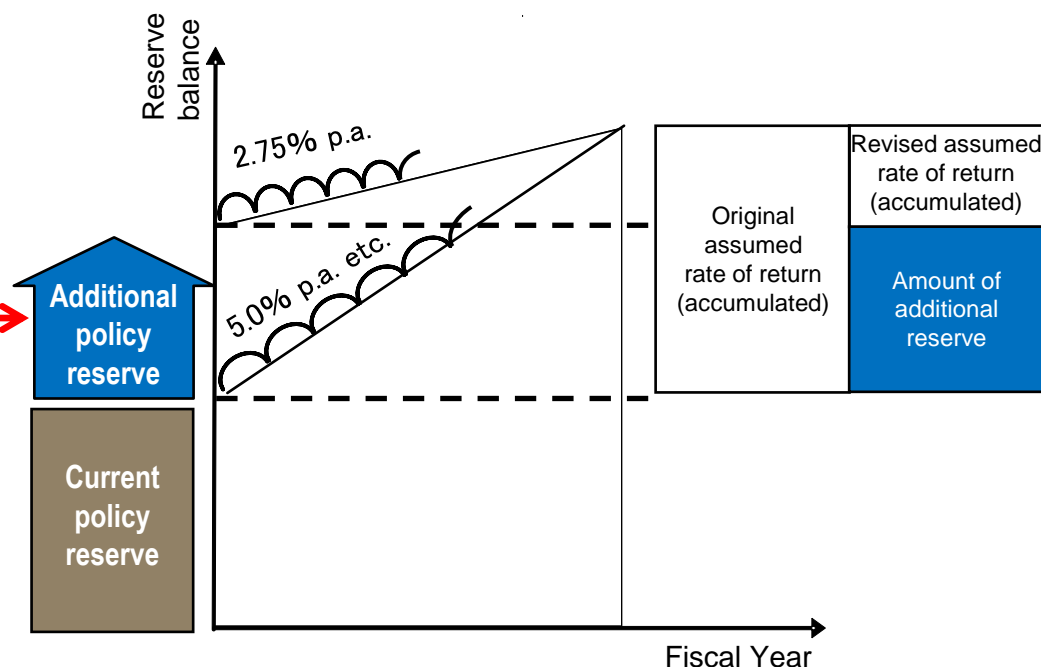 Reserve
balance
2.75% p.a.
5.0% p.a. etc.
Additional
policy
reserve
Current
policy
reserve
Original
assumed
rate of return
(accumulated)
Revised assumed
rate of return
(accumulated)
Amount of
additional
reserve
Fiscal Year